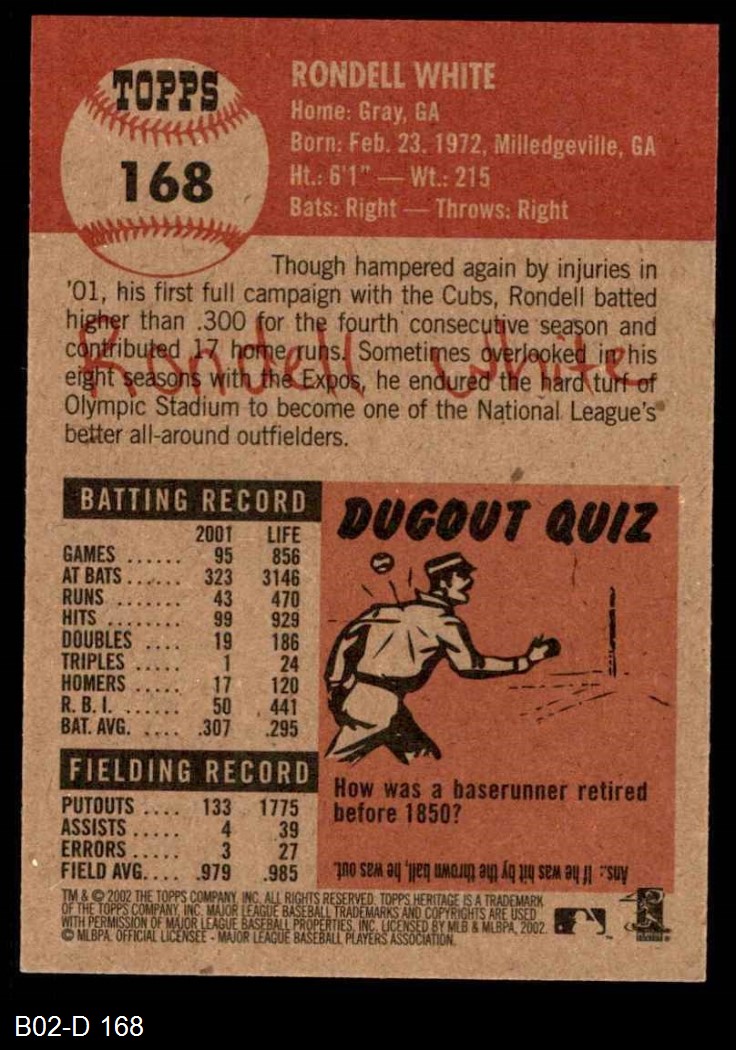 TOPPS
168
RONDELL WHITE
Home: Gray, GA
Born: Feb. 23, 1972, Milledgeville, GA
Ht.: 6'1" — Wt.: 215
Bats: Right — Throws: Right
Though hampered again by injuries in
'01, his first full campaign with the Cubs, Rondell batted
higher than .300 for the fourth consecutive season and
contributed 17 home runs. Sometimes overlooked in his
eight seasons with the Expos, he endured the hard turf of
Olympic Stadium to become one of the National League's
better all-around outfielders.
Rondell White
BATTING RECORD
2001 LIFE
GAMES ...... 95 856
AT BATS ...... 323 3146
RUNS ....... 43 470
HITS ........ 99 929
DOUBLES .... 19 186
TRIPLES ..... 1 24
HOMERS ..... 17 120
R. B. I. ...... 50 441
BAT. AVG. .... .307 .295
FIELDING RECORD
PUTOUTS .... 133 1775
ASSISTS ..... 4 39
ERRORS ..... 3 27
FIELD AVG.... .979 .985
DUGOUT QUIZ
How was a baserunner retired
before 1850?
Ans.: If he was hit by the thrown ball, he was out.
TM & © 2002 THE TOPPS COMPANY, INC. ALL RIGHTS RESERVED. TOPPS HERITAGE IS A TRADEMARK
OF THE TOPPS COMPANY, INC. MAJOR LEAGUE BASEBALL TRADEMARKS AND COPYRIGHTS ARE USED
WITH PERMISSION OF MAJOR LEAGUE BASEBALL PROPERTIES, INC. LICENSED BY MLB & MLBPA, 2002.
© MLBPA. OFFICIAL LICENSEE - MAJOR LEAGUE BASEBALL PLAYERS ASSOCIATION.
B02-D 168